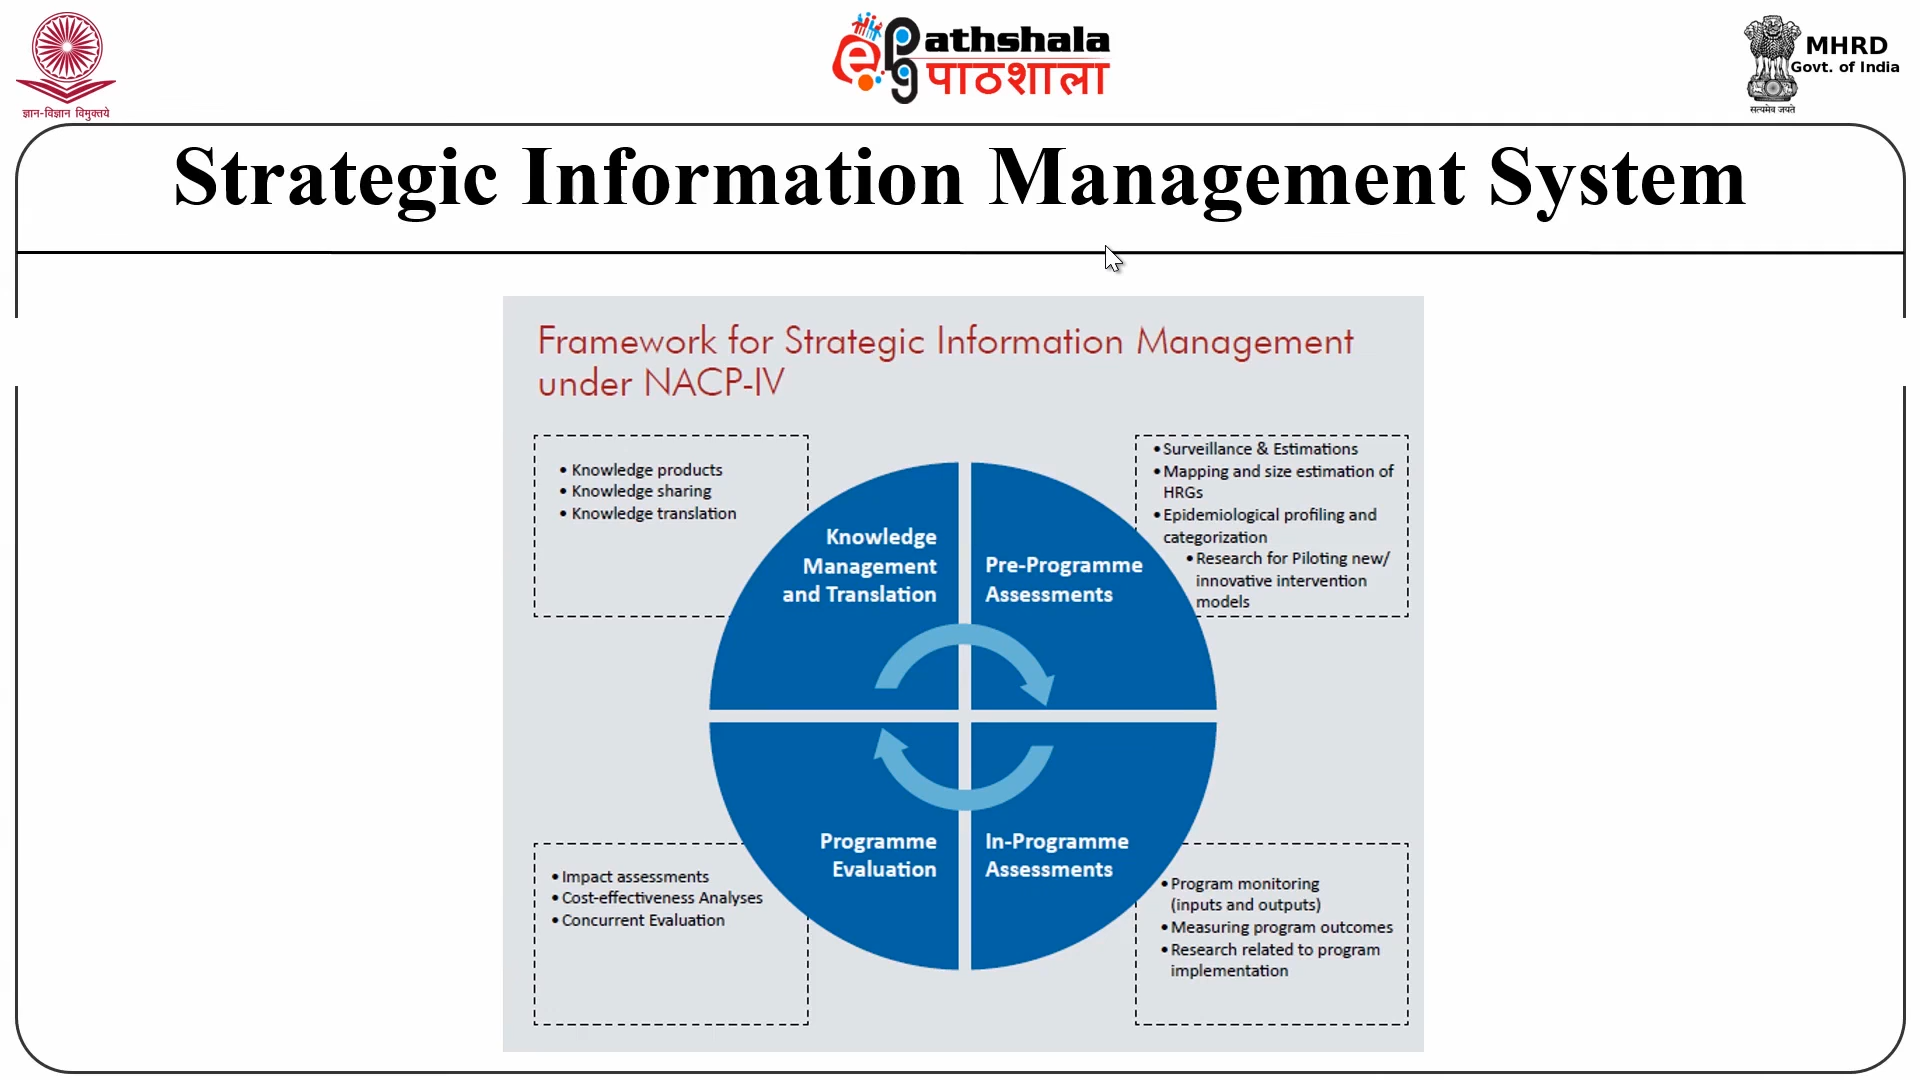 ज्ञान-विज्ञान विमुक्तये
ePG
athshala
पाठशाला
MHRD
Govt. of India
सत्यमेव जयते
Strategic Information Management System
Framework for Strategic Information Management
under NACP-IV
• Knowledge products
• Knowledge sharing
• Knowledge translation
• Surveillance & Estimations
• Mapping and size estimation of
HRGs
• Epidemiological profiling and
categorization
• Research for Piloting new/
innovative intervention
models
Knowledge
Management
and Translation
Pre-Programme
Assessments
Programme
Evaluation
In-Programme
Assessments
• Impact assessments
• Cost-effectiveness Analyses
• Concurrent Evaluation
• Program monitoring
(inputs and outputs)
• Measuring program outcomes
• Research related to program
implementation